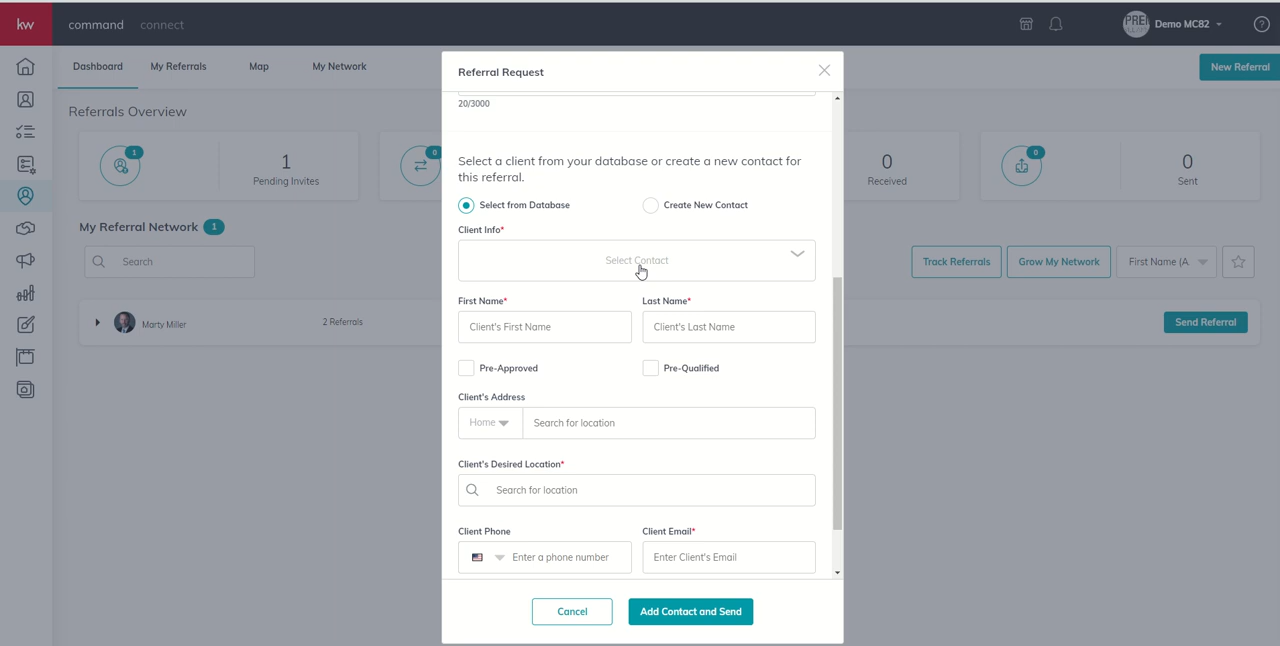 kw
command
connect
PREI
Demo MC82
?
Dashboard
My Referrals
Map
My Network
New Referral
Referrals Overview
1
1
Pending Invites
0
0
Received
0
0
Sent
My Referral Network
1
Search
Track Referrals
Grow My Network
First Name (A
Marty Miller
2 Referrals
Send Referral
Referral Request
20/3000
Select a client from your database or create a new contact for
this referral.
Select from Database
Create New Contact
Client Info*
Select Contact
First Name*
Last Name*
Client's First Name
Client's Last Name
Pre-Approved
Pre-Qualified
Client's Address
Home
Search for location
Client's Desired Location*
Search for location
Client Phone
Client Email*
Enter a phone number
Enter Client's Email
Cancel
Add Contact and Send